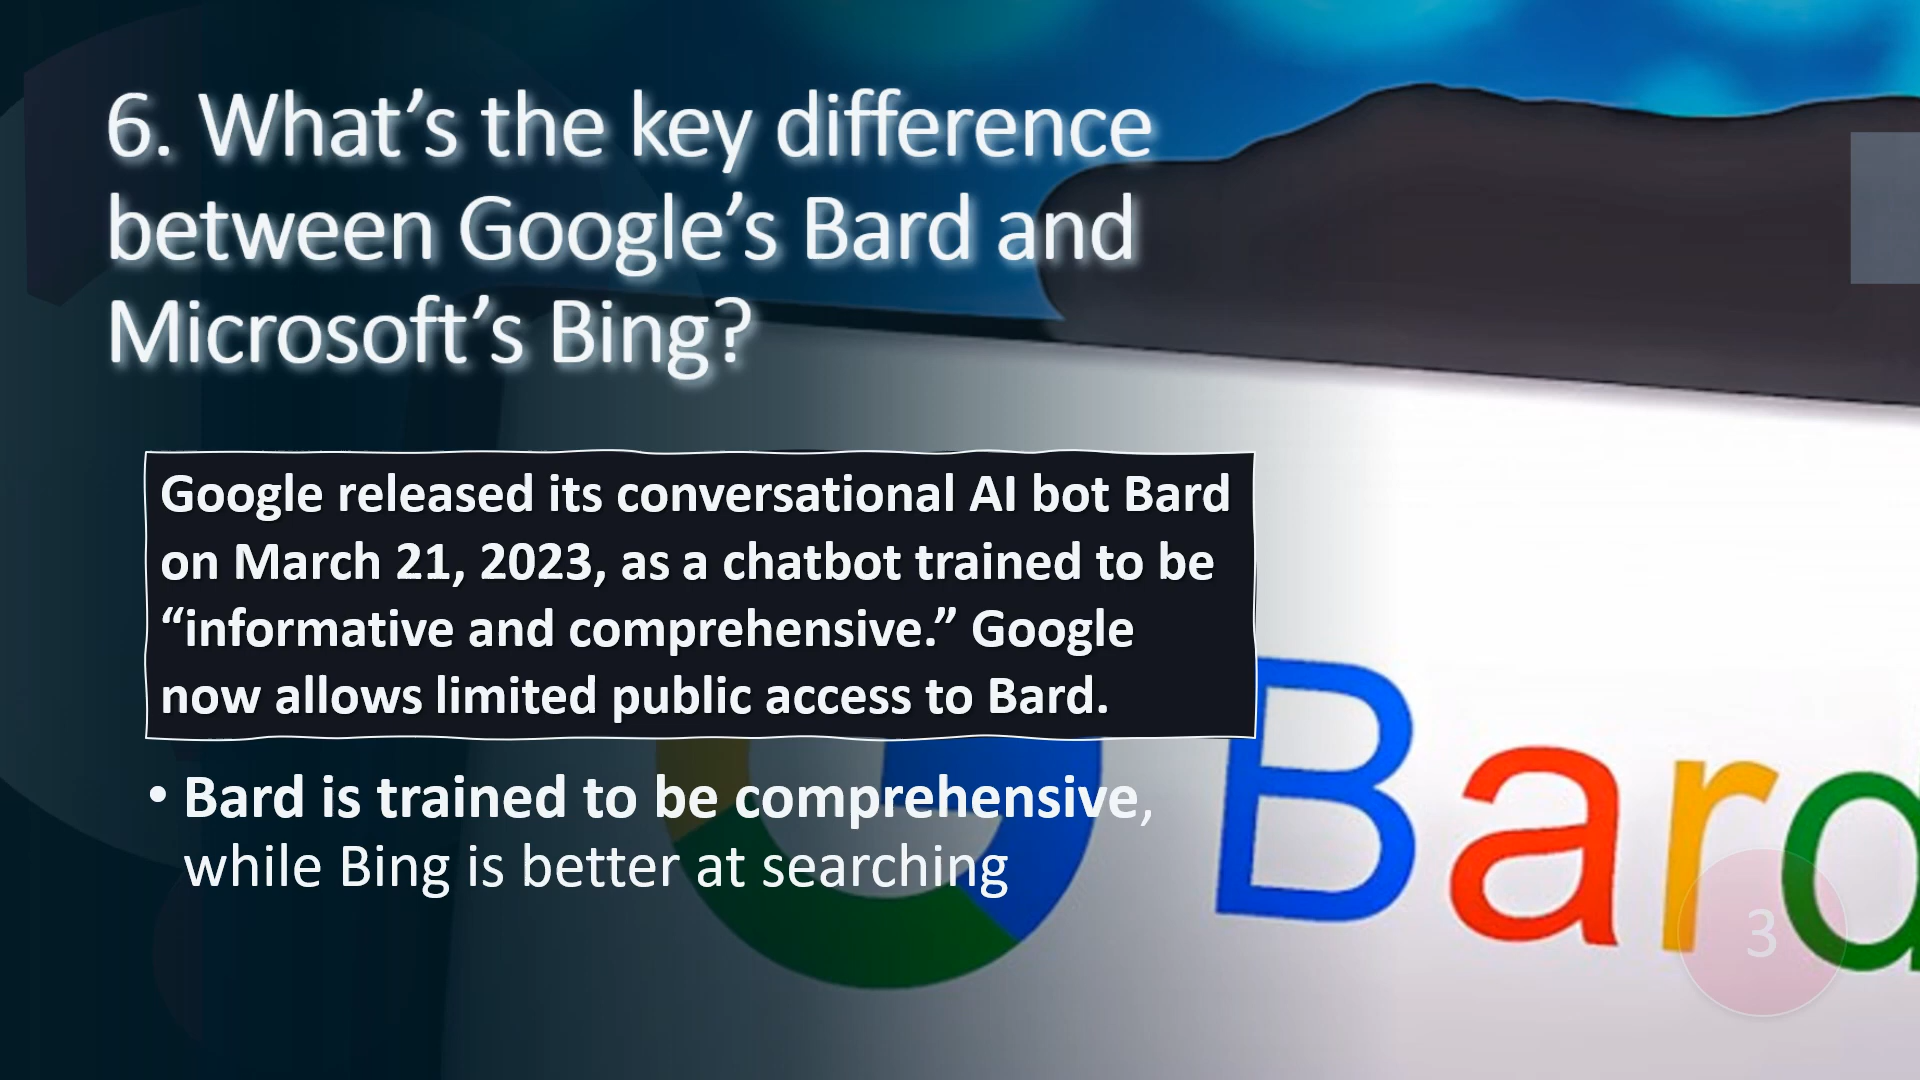 6. What’s the key difference
between Google’s Bard and
Microsoft’s Bing?
Google released its conversational AI bot Bard
on March 21, 2023, as a chatbot trained to be
“informative and comprehensive.” Google
now allows limited public access to Bard.
• Bard is trained to be comprehensive,
while Bing is better at searching
Bard
3